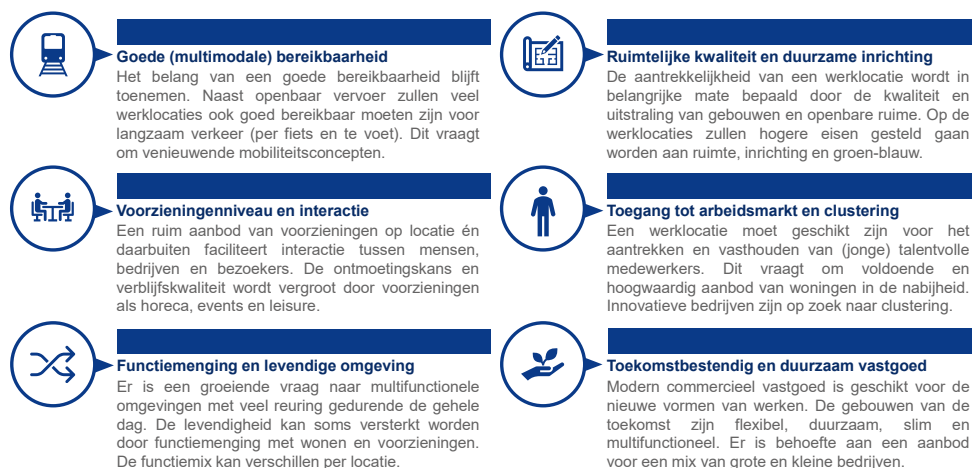 Goede (multimodale) bereikbaarheid
Het belang van een goede bereikbaarheid blijft
toenemen. Naast openbaar vervoer zullen veel
werklocaties ook goed bereikbaar moeten zijn voor
langzaam verkeer (per fiets en te voet). Dit vraagt
om venieuwende mobiliteitsconcepten.
Ruimtelijke kwaliteit en duurzame inrichting
De aantrekkelijkheid van een werklocatie wordt in
belangrijke mate bepaald door de kwaliteit en
uitstraling van gebouwen en openbare ruime. Op de
werklocaties zullen hogere eisen gesteld gaan
worden aan ruimte, inrichting en groen-blauw.
Voorzieningenniveau en interactie
Een ruim aanbod van voorzieningen op locatie én
daarbuiten faciliteert interactie tussen mensen,
bedrijven en bezoekers. De ontmoetingskans en
verblijfskwaliteit wordt vergroot door voorzieningen
als horeca, events en leisure.
Toegang tot arbeidsmarkt en clustering
Een werklocatie moet geschikt zijn voor het
aantrekken en vasthouden van (jonge) talentvolle
medewerkers. Dit vraagt om voldoende en
hoogwaardig aanbod van woningen in de nabijheid.
Innovatieve bedrijven zijn op zoek naar clustering.
Functiemenging en levendige omgeving
Er is een groeiende vraag naar multifunctionele
omgevingen met veel reuring gedurende de gehele
dag. De levendigheid kan soms versterkt worden
door functiemenging met wonen en voorzieningen.
De functiemix kan verschillen per locatie.
Toekomstbestendig en duurzaam vastgoed
Modern commercieel vastgoed is geschikt voor de
nieuwe vormen van werken. De gebouwen van de
toekomst zijn flexibel, duurzaam, slim en
multifunctioneel. Er is behoefte aan een aanbod
voor een mix van grote en kleine bedrijven.